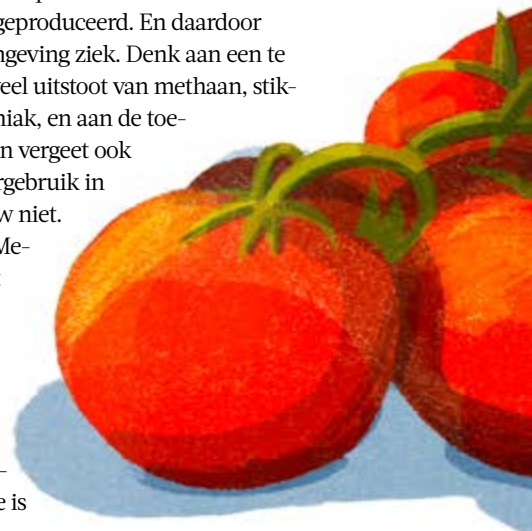 geproduceerd. En daardoor
ngeving ziek. Denk aan een te
veel uitstoot van methaan, stik-
niak, en aan de toe-
n vergeet ook
rgebruik in
w niet.
Me-
e is